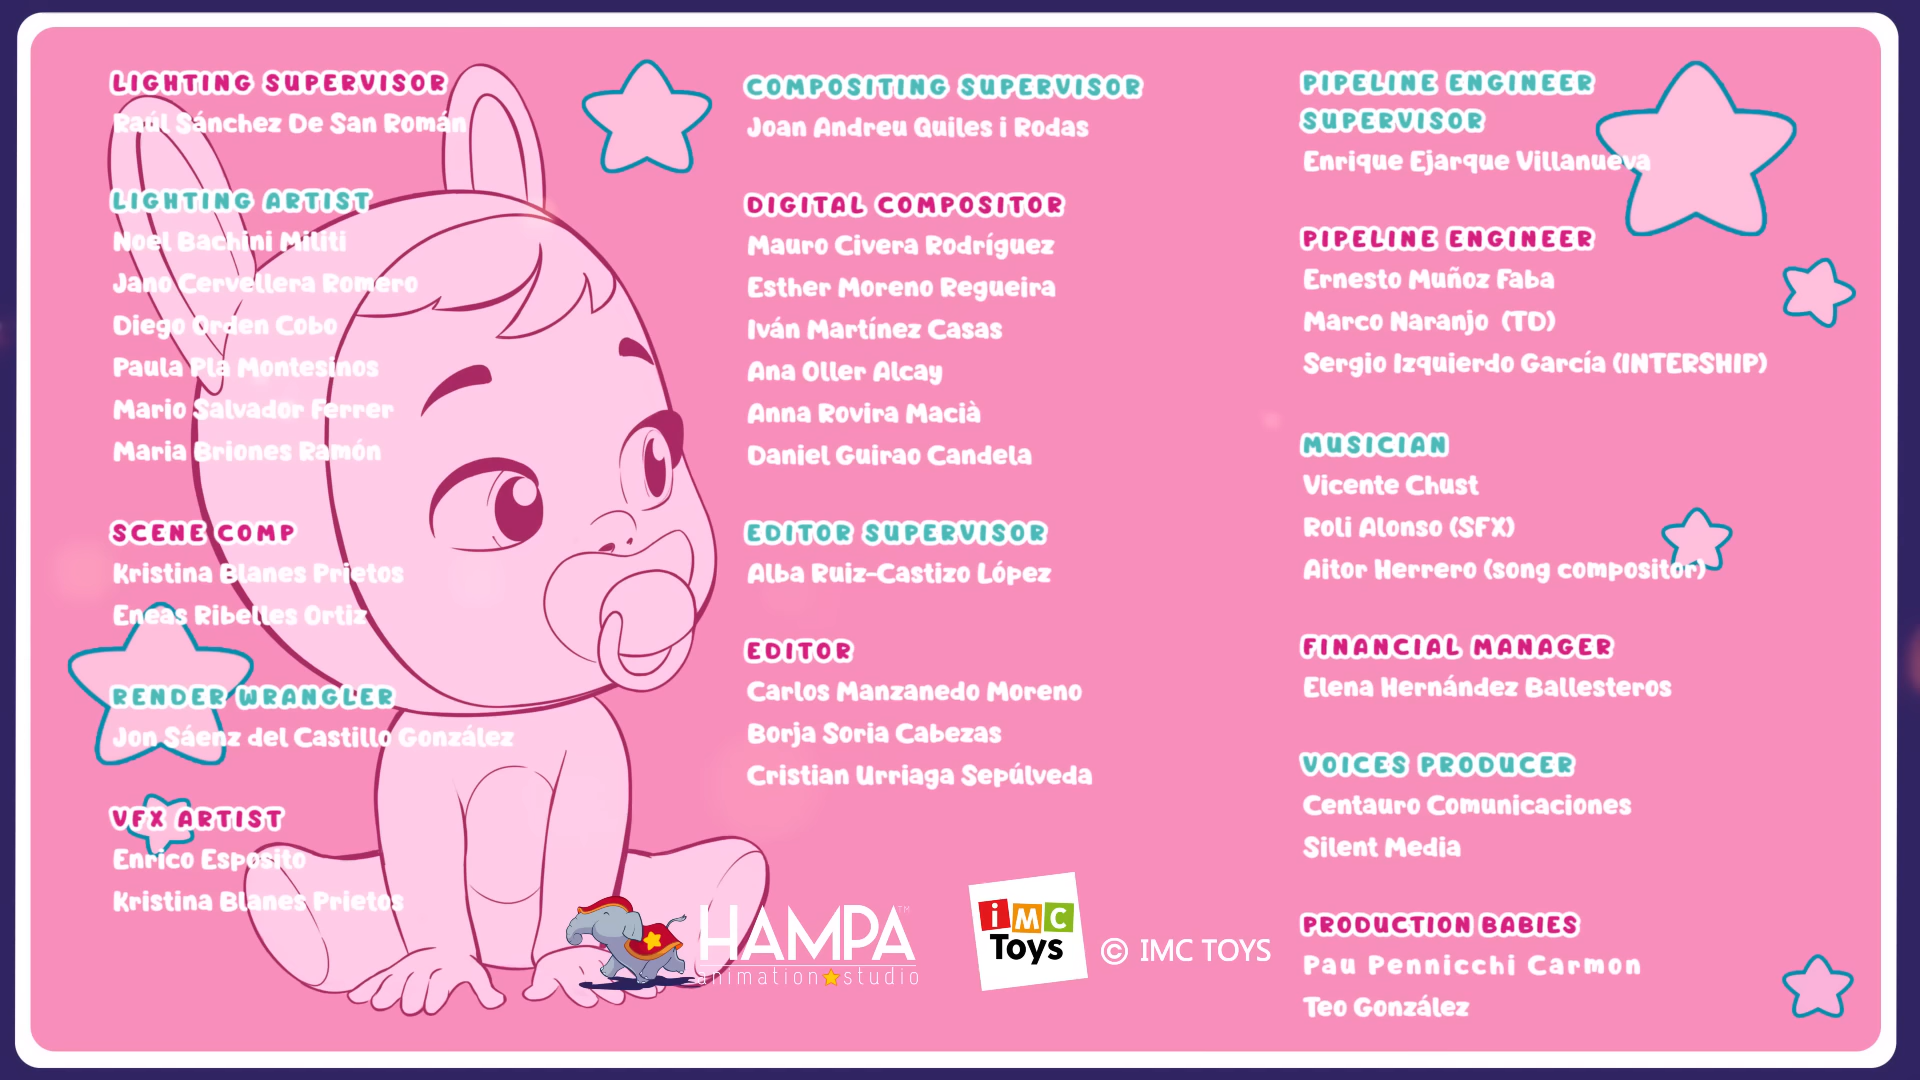 LIGHTING SUPERVISOR
Raúl Sánchez De San Román
LIGHTING ARTIST
Noel Bachini Militi
Jano Cervellera Romero
Diego Orden Cobo
Paula Pla Montesinos
Mario Salvador Ferrer
Maria Briones Ramón
SCENE COMP
Kristina Blanes Prietos
Eneas Ribelles Ortiz
RENDER WRANGLER
Jon Sáenz del Castillo González
VFX ARTIST
Enrico Esposito
Kristina Blanes Prietos
COMPOSITING SUPERVISOR
Joan Andreu Quiles i Rodas
DIGITAL COMPOSITOR
Mauro Civera Rodríguez
Esther Moreno Regueira
Iván Martínez Casas
Ana Oller Alcay
Anna Rovira Macià
Daniel Guirao Candela
EDITOR SUPERVISOR
Alba Ruiz-Castizo López
EDITOR
Carlos Manzanedo Moreno
Borja Soria Cabezas
Cristian Urriaga Sepúlveda
HAMPA™
animation studio
iMC
Toys
© IMC TOYS
PIPELINE ENGINEER
SUPERVISOR
Enrique Ejarque Villanueva
PIPELINE ENGINEER
Ernesto Muñoz Faba
Marco Naranjo (TD)
Sergio Izquierdo García (INTERSHIP)
MUSICIAN
Vicente Chust
Roli Alonso (SFX)
Aitor Herrero (song compositor)
FINANCIAL MANAGER
Elena Hernández Ballesteros
VOICES PRODUCER
Centauro Comunicaciones
Silent Media
PRODUCTION BABIES
Pau Pennicchi Carmon
Teo González